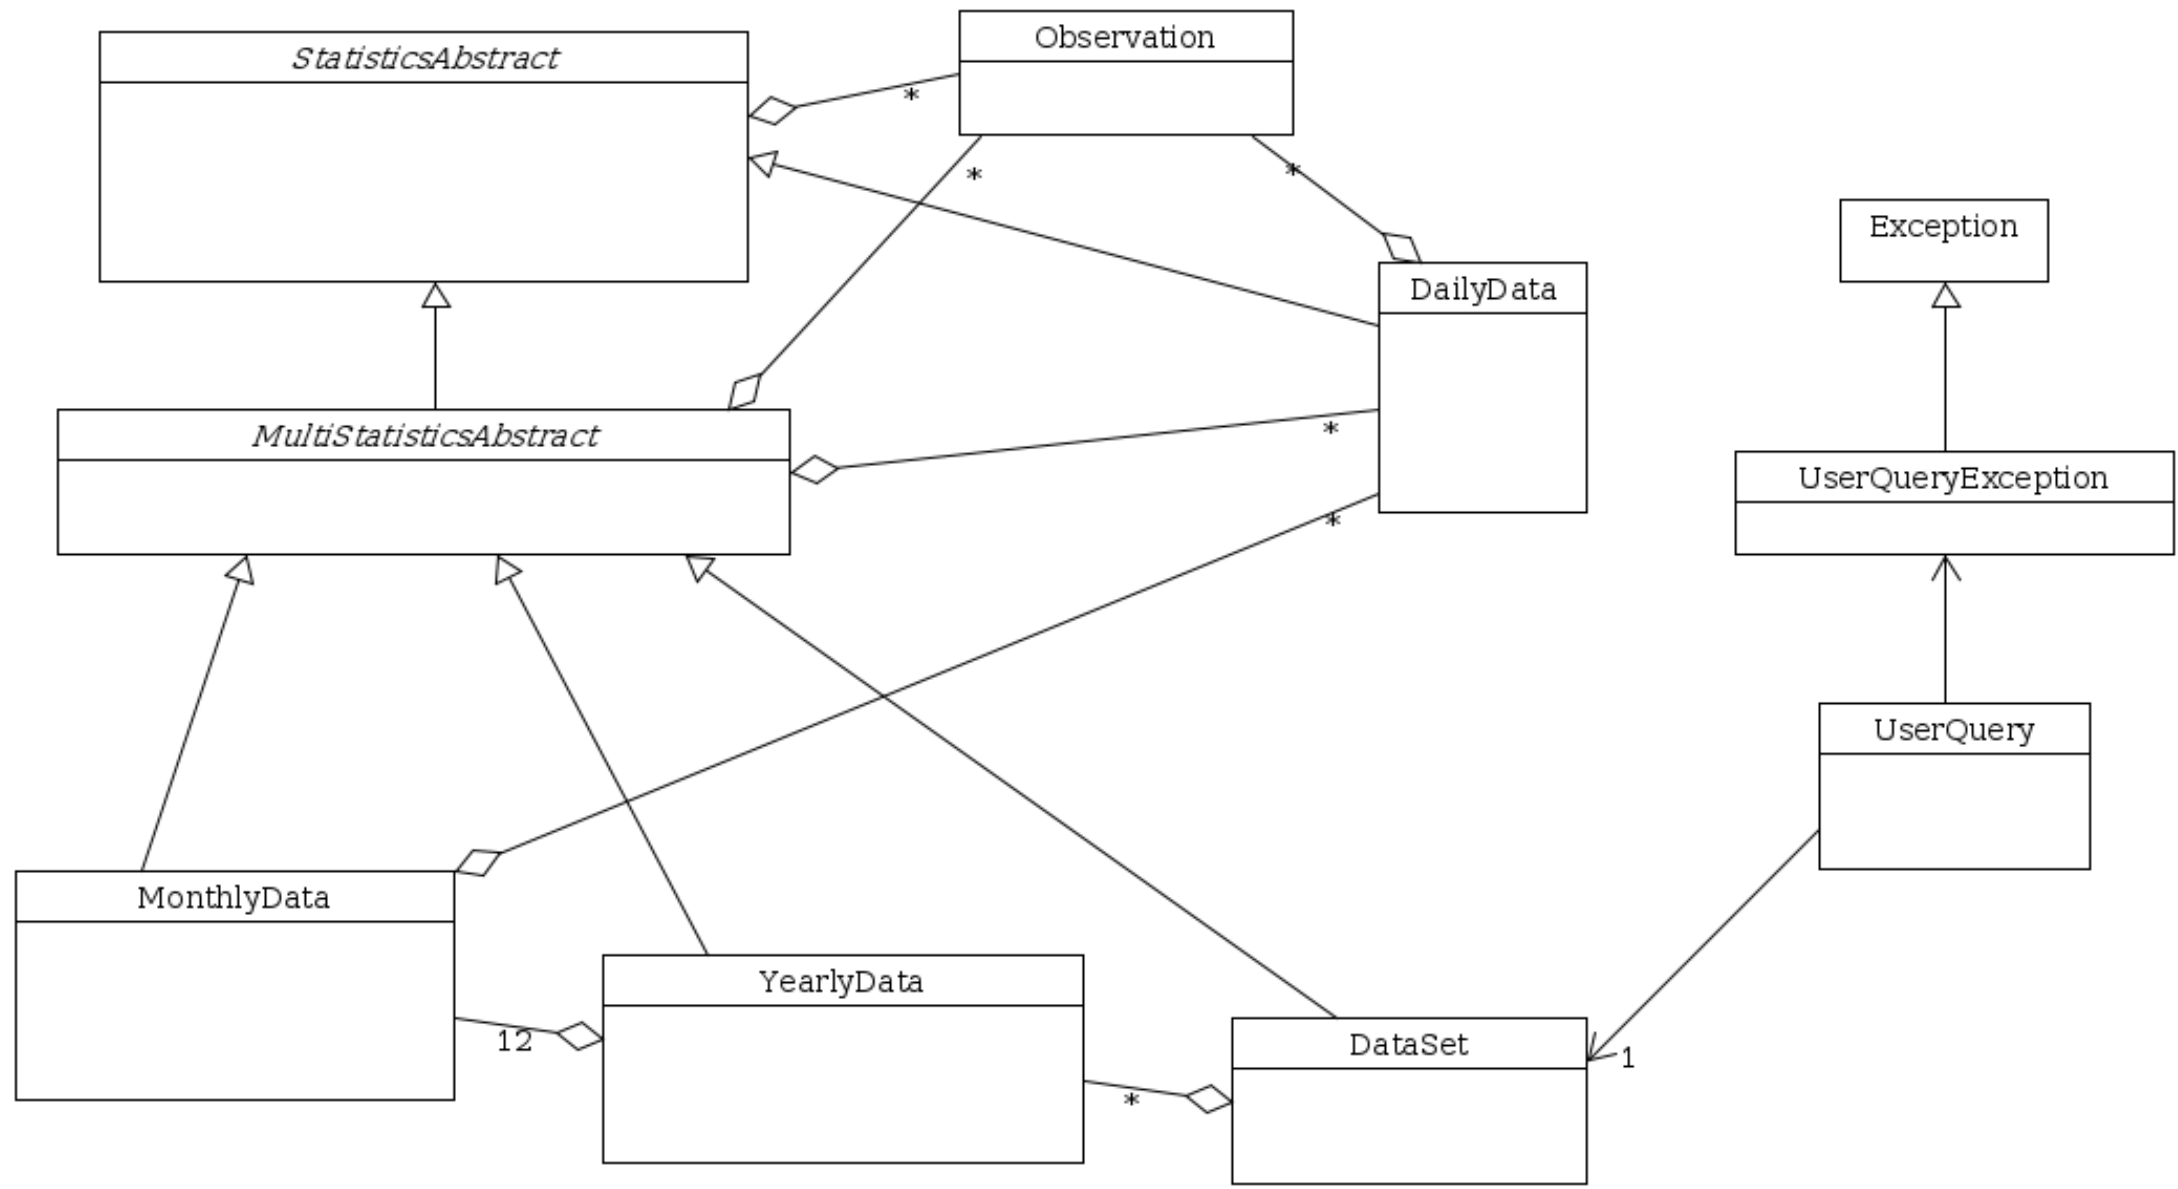 StatisticsAbstract
Observation
*
*
*
Exception
DailyData
MultiStatisticsAbstract
*
UserQueryException
*
UserQuery
MonthlyData
YearlyData
12
DataSet
1
*